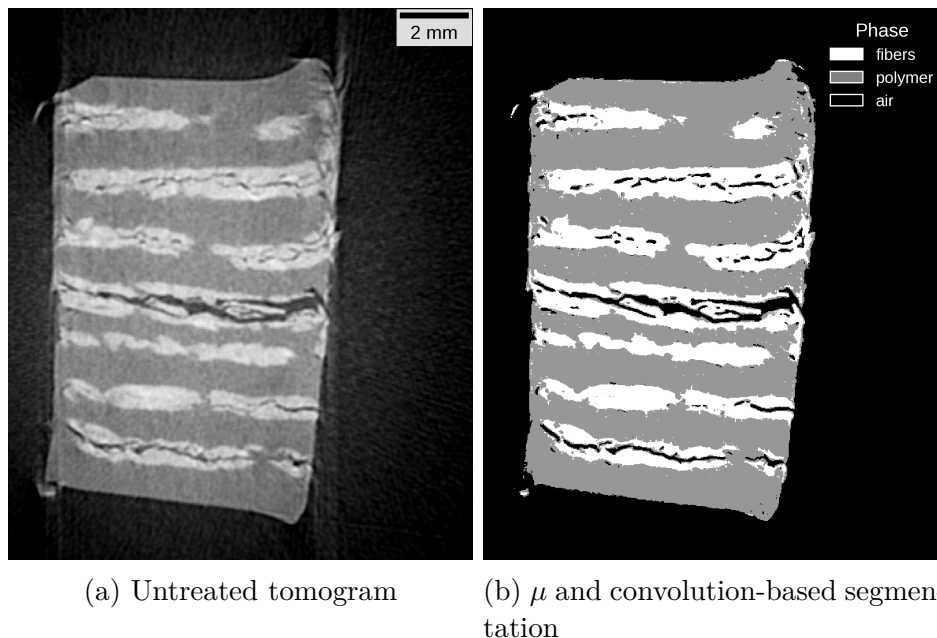 2 mm
Phase
fibers
polymer
air
(a) Untreated tomogram
(b) μ and convolution-based segmen
tation